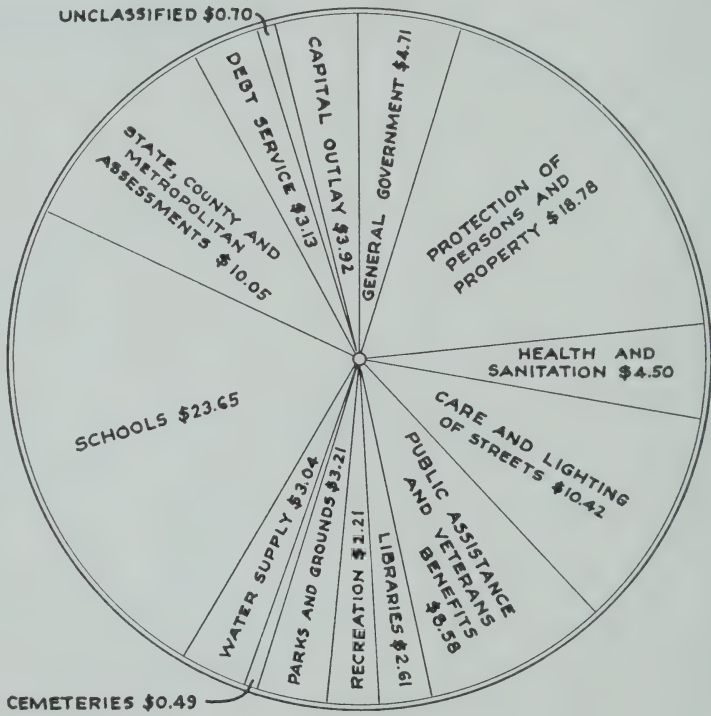 UNCLASSIFIED $0.70
CAPITAL OUTLAY $3.92
GENERAL GOVERNMENT $4.71
PROTECTION OF
PERSONS AND
PROPERTY $18.78
HEALTH AND
SANITATION $4.50
CARE AND LIGHTING
OF STREETS $10.42
PUBLIC ASSISTANCE
AND VETERANS
BENEFITS
$8.58
LIBRARIES $2.61
RECREATION $2.21
PARKS AND GROUNDS $3.21
CEMETERIES $0.49
WATER SUPPLY $3.04
SCHOOLS $23.65
STATE, COUNTY AND
METROPOLITAN
ASSESSMENTS $10.05
DEBT SERVICE $3.13